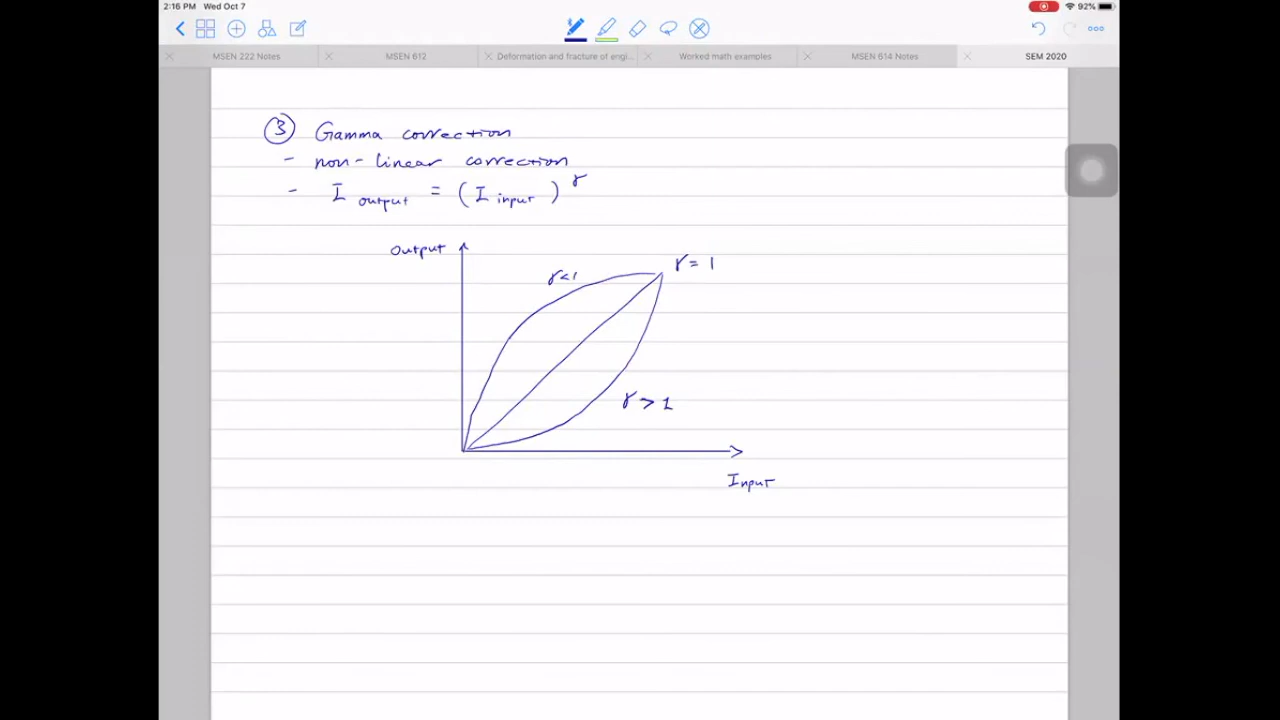 2:16 PM Wed Oct 7
92%
MSEN 222 Notes
MSEN 612
Deformation and fracture of engi...
Worked math examples
MSEN 614 Notes
SEM 2020
③ Gamma correction
- non-linear correction
- I output = (I input)^γ
Output
γ<1
γ = 1
γ > 1
Input